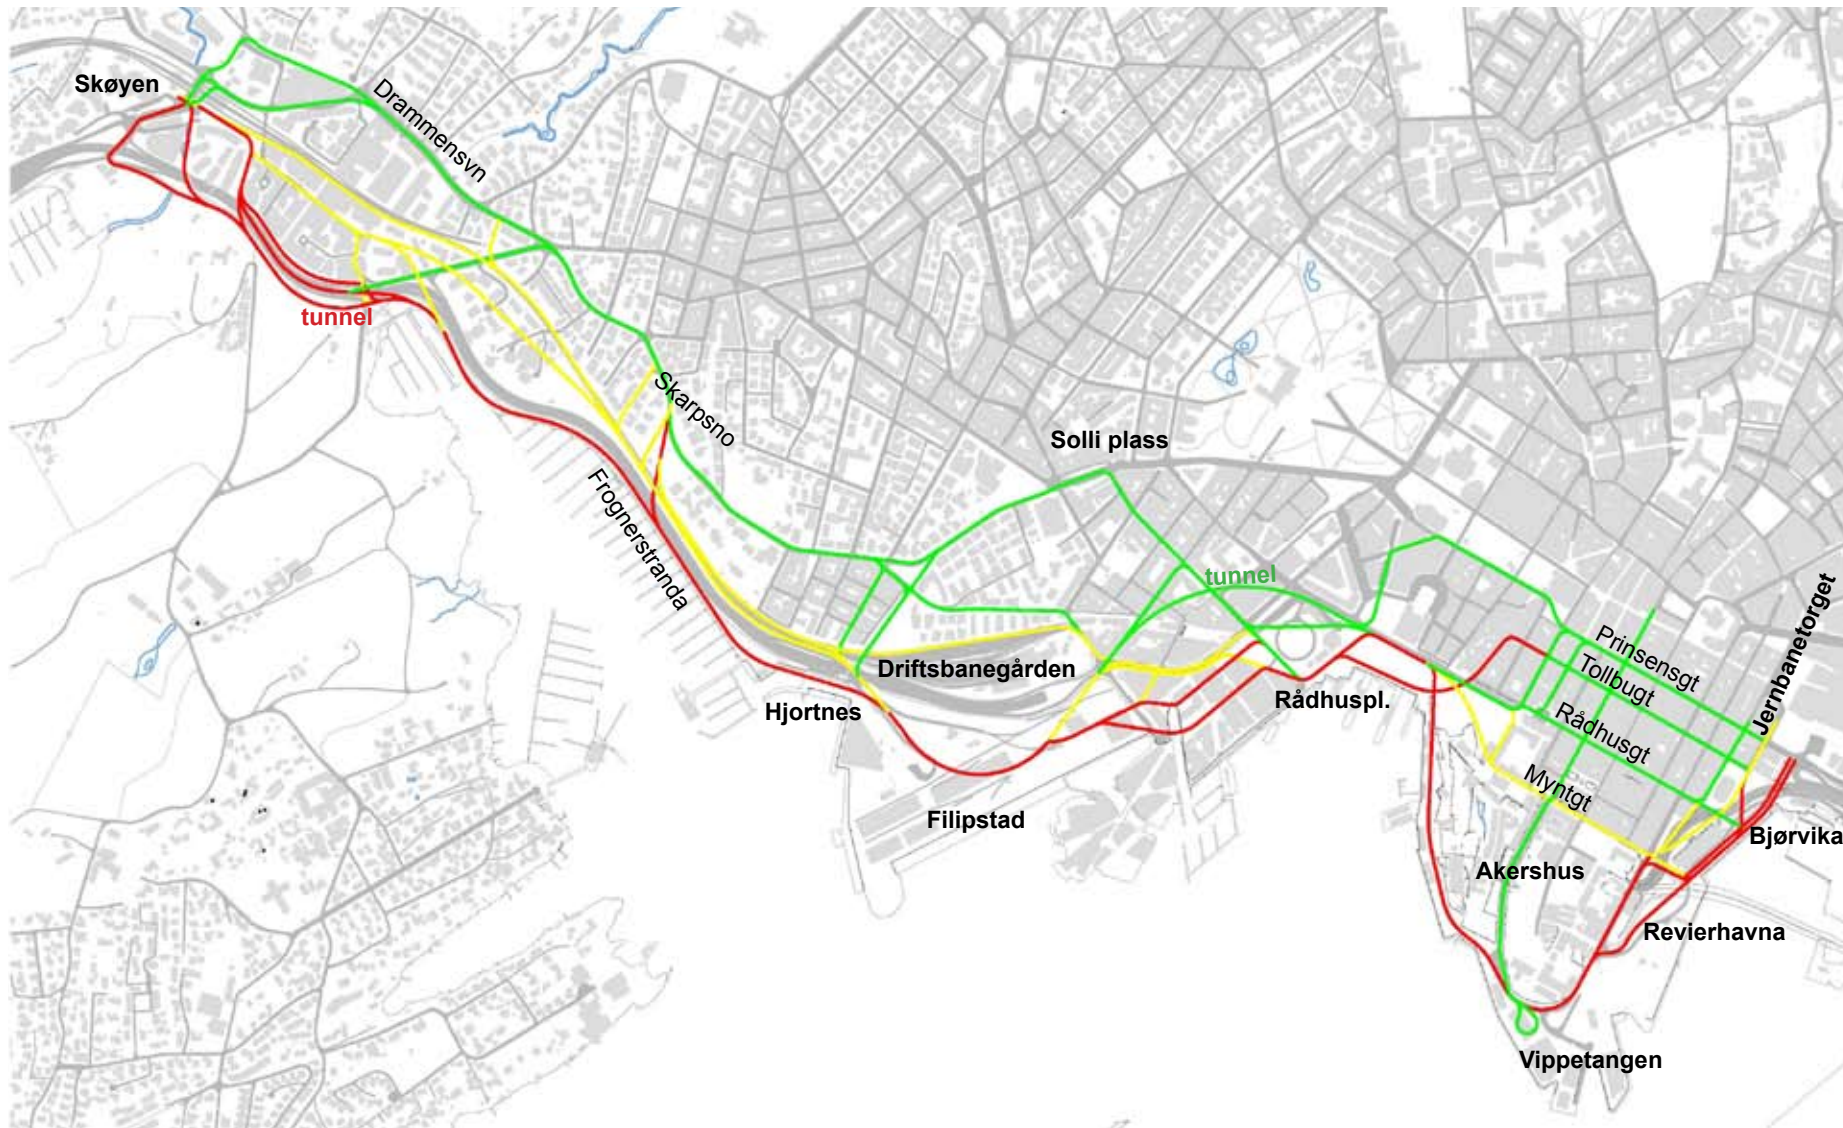 Skøyen
Drammensvn
tunnel
Skarpsno
Solli plass
Frognerstranda
tunnel
Jernbanetorget
Prinsensgt
Tollbugt
Driftsbanegården
Rådhuspl.
Hjortnes
Rådhusgt
Myntgt
Filipstad
Bjørvika
Akershus
Revierhavna
Vippetangen